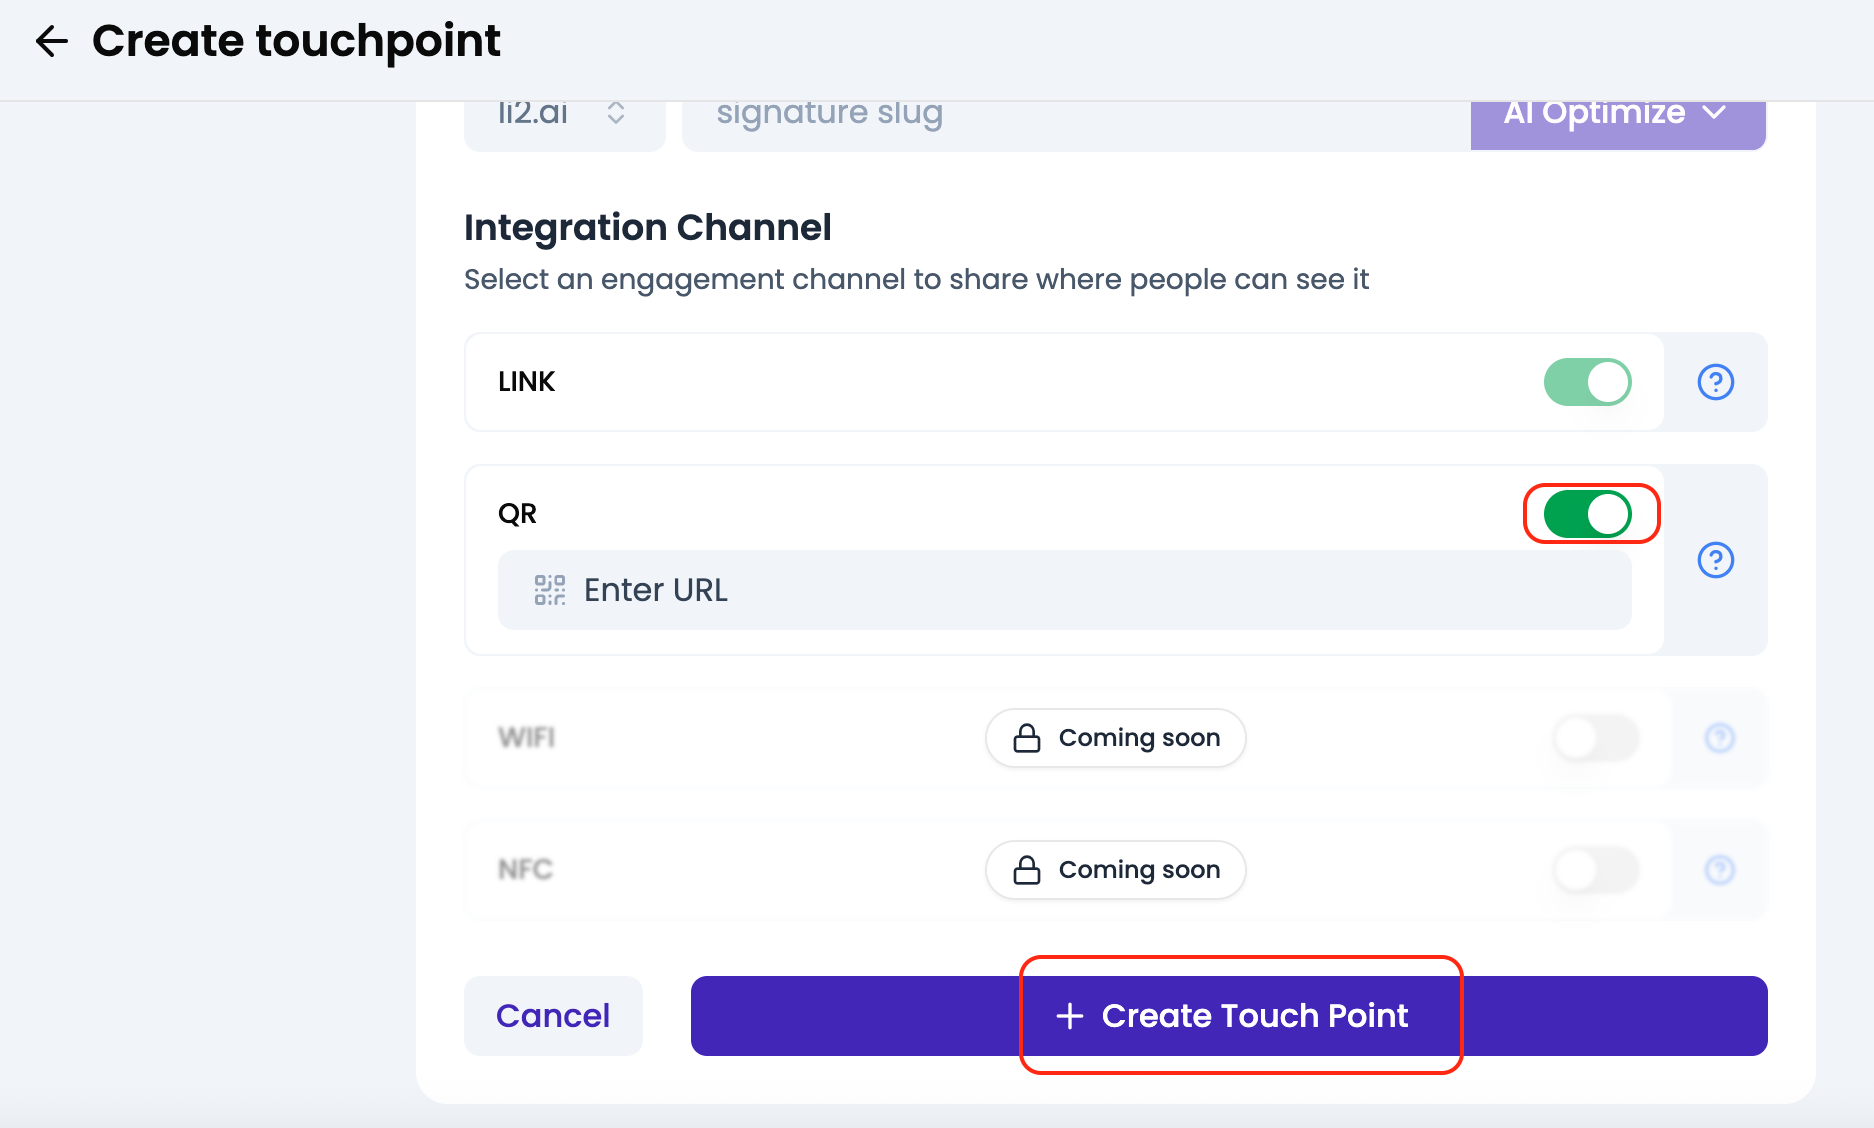 Create touchpoint
li2.ai
signature slug
AI Optimize
Integration Channel
Select an engagement channel to share where people can see it
LINK
QR
Enter URL
WIFI
Coming soon
NFC
Coming soon
Cancel
+ Create Touch Point